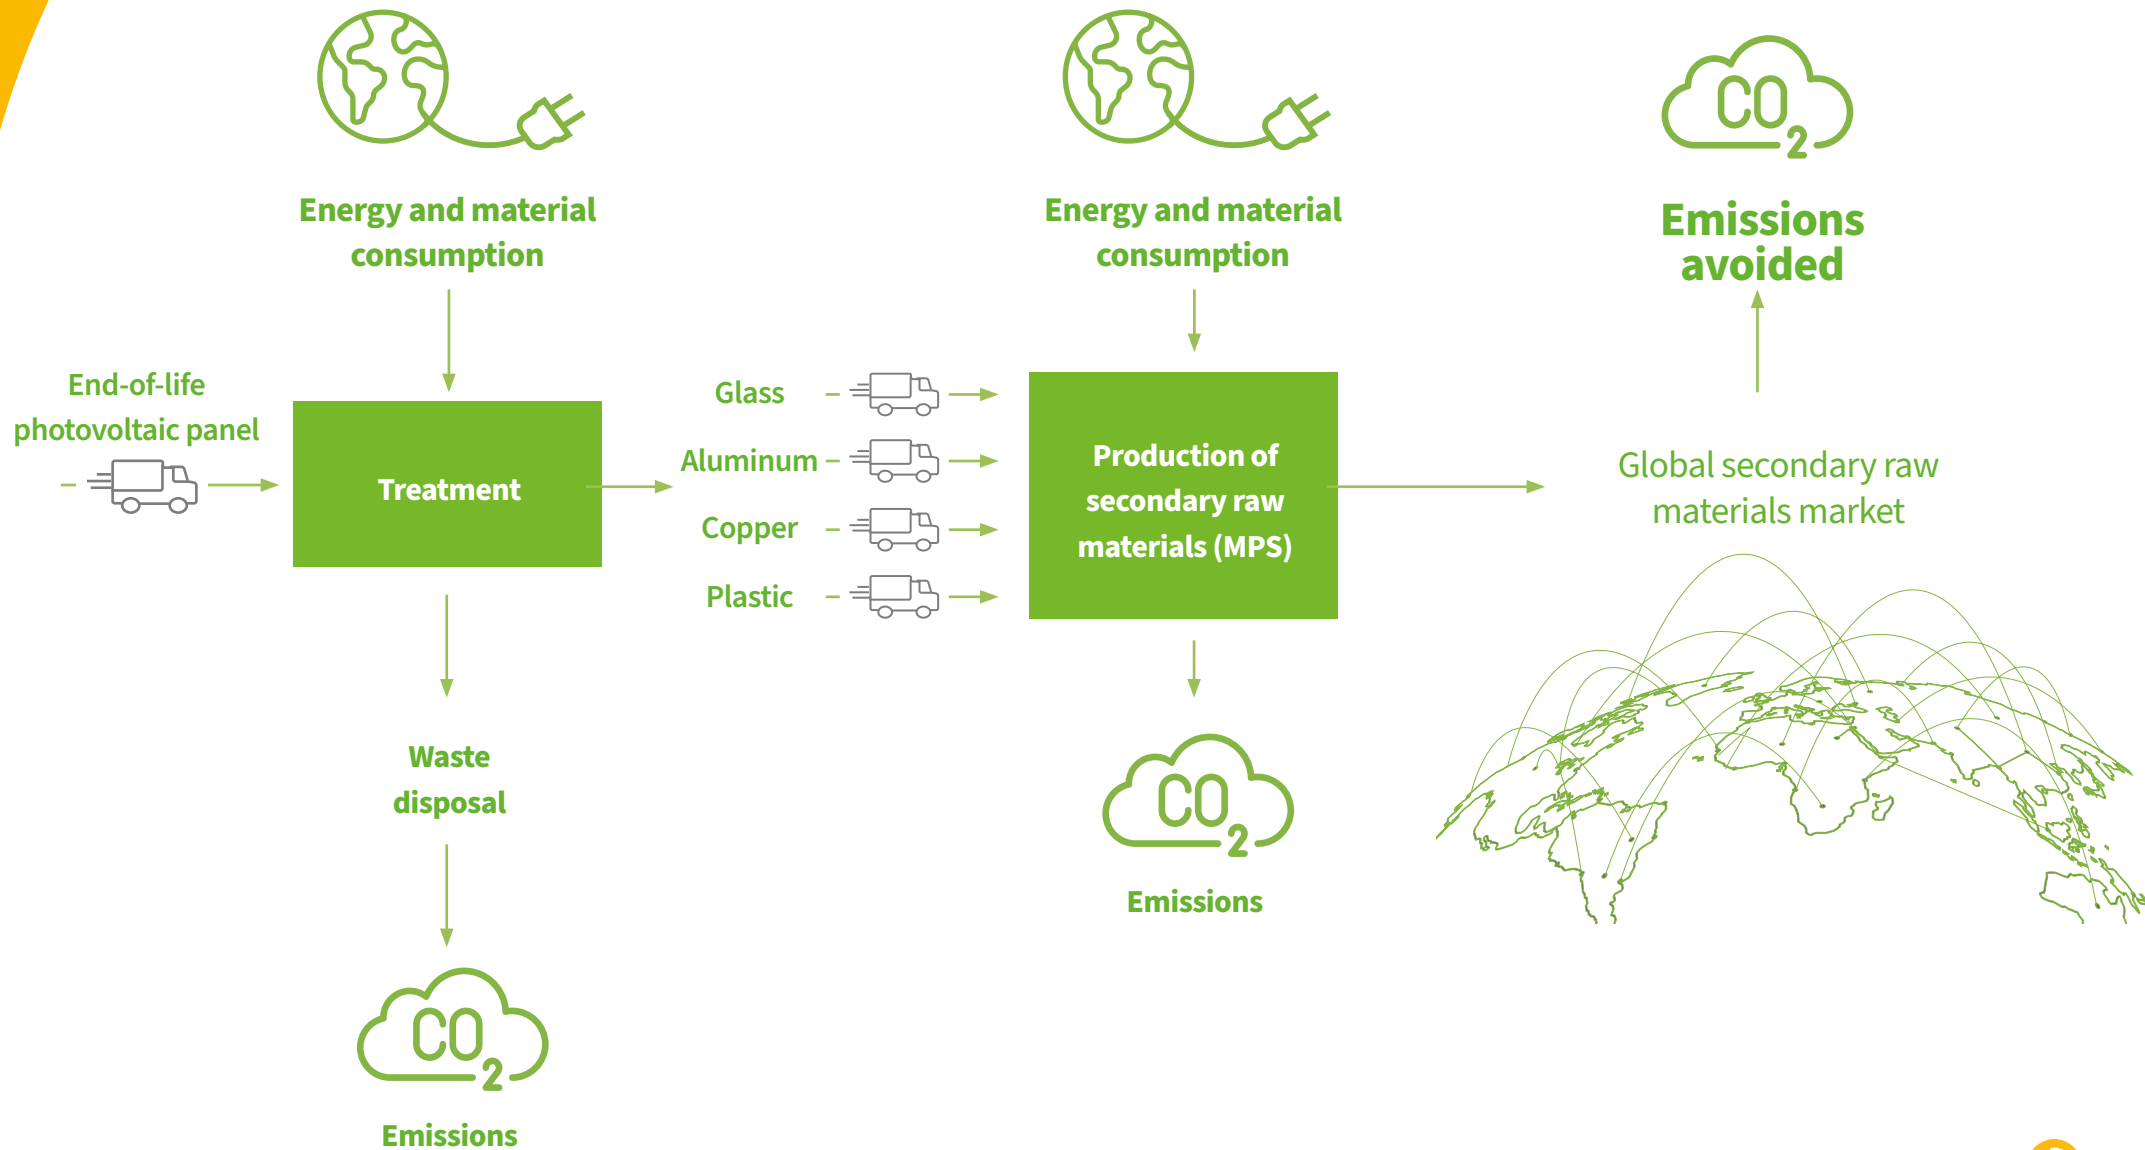 Energy and material
consumption
Energy and material
consumption
CO2
Emissions
avoided
End-of-life
photovoltaic panel
Treatment
Glass
Aluminum
Copper
Plastic
Production of
secondary raw
materials (MPS)
Global secondary raw
materials market
Waste
disposal
CO2
Emissions
CO2
Emissions